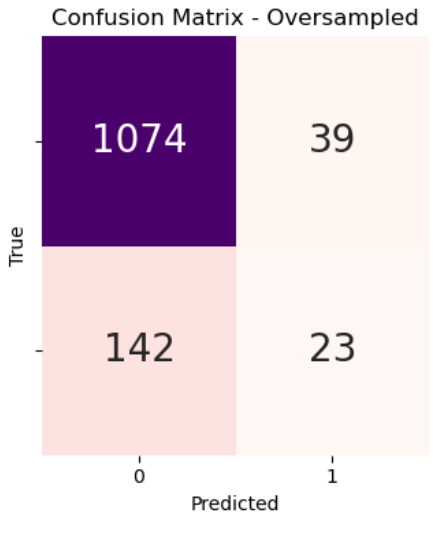 Confusion Matrix - Oversampled
1074 39
True
142 23
0 1
Predicted